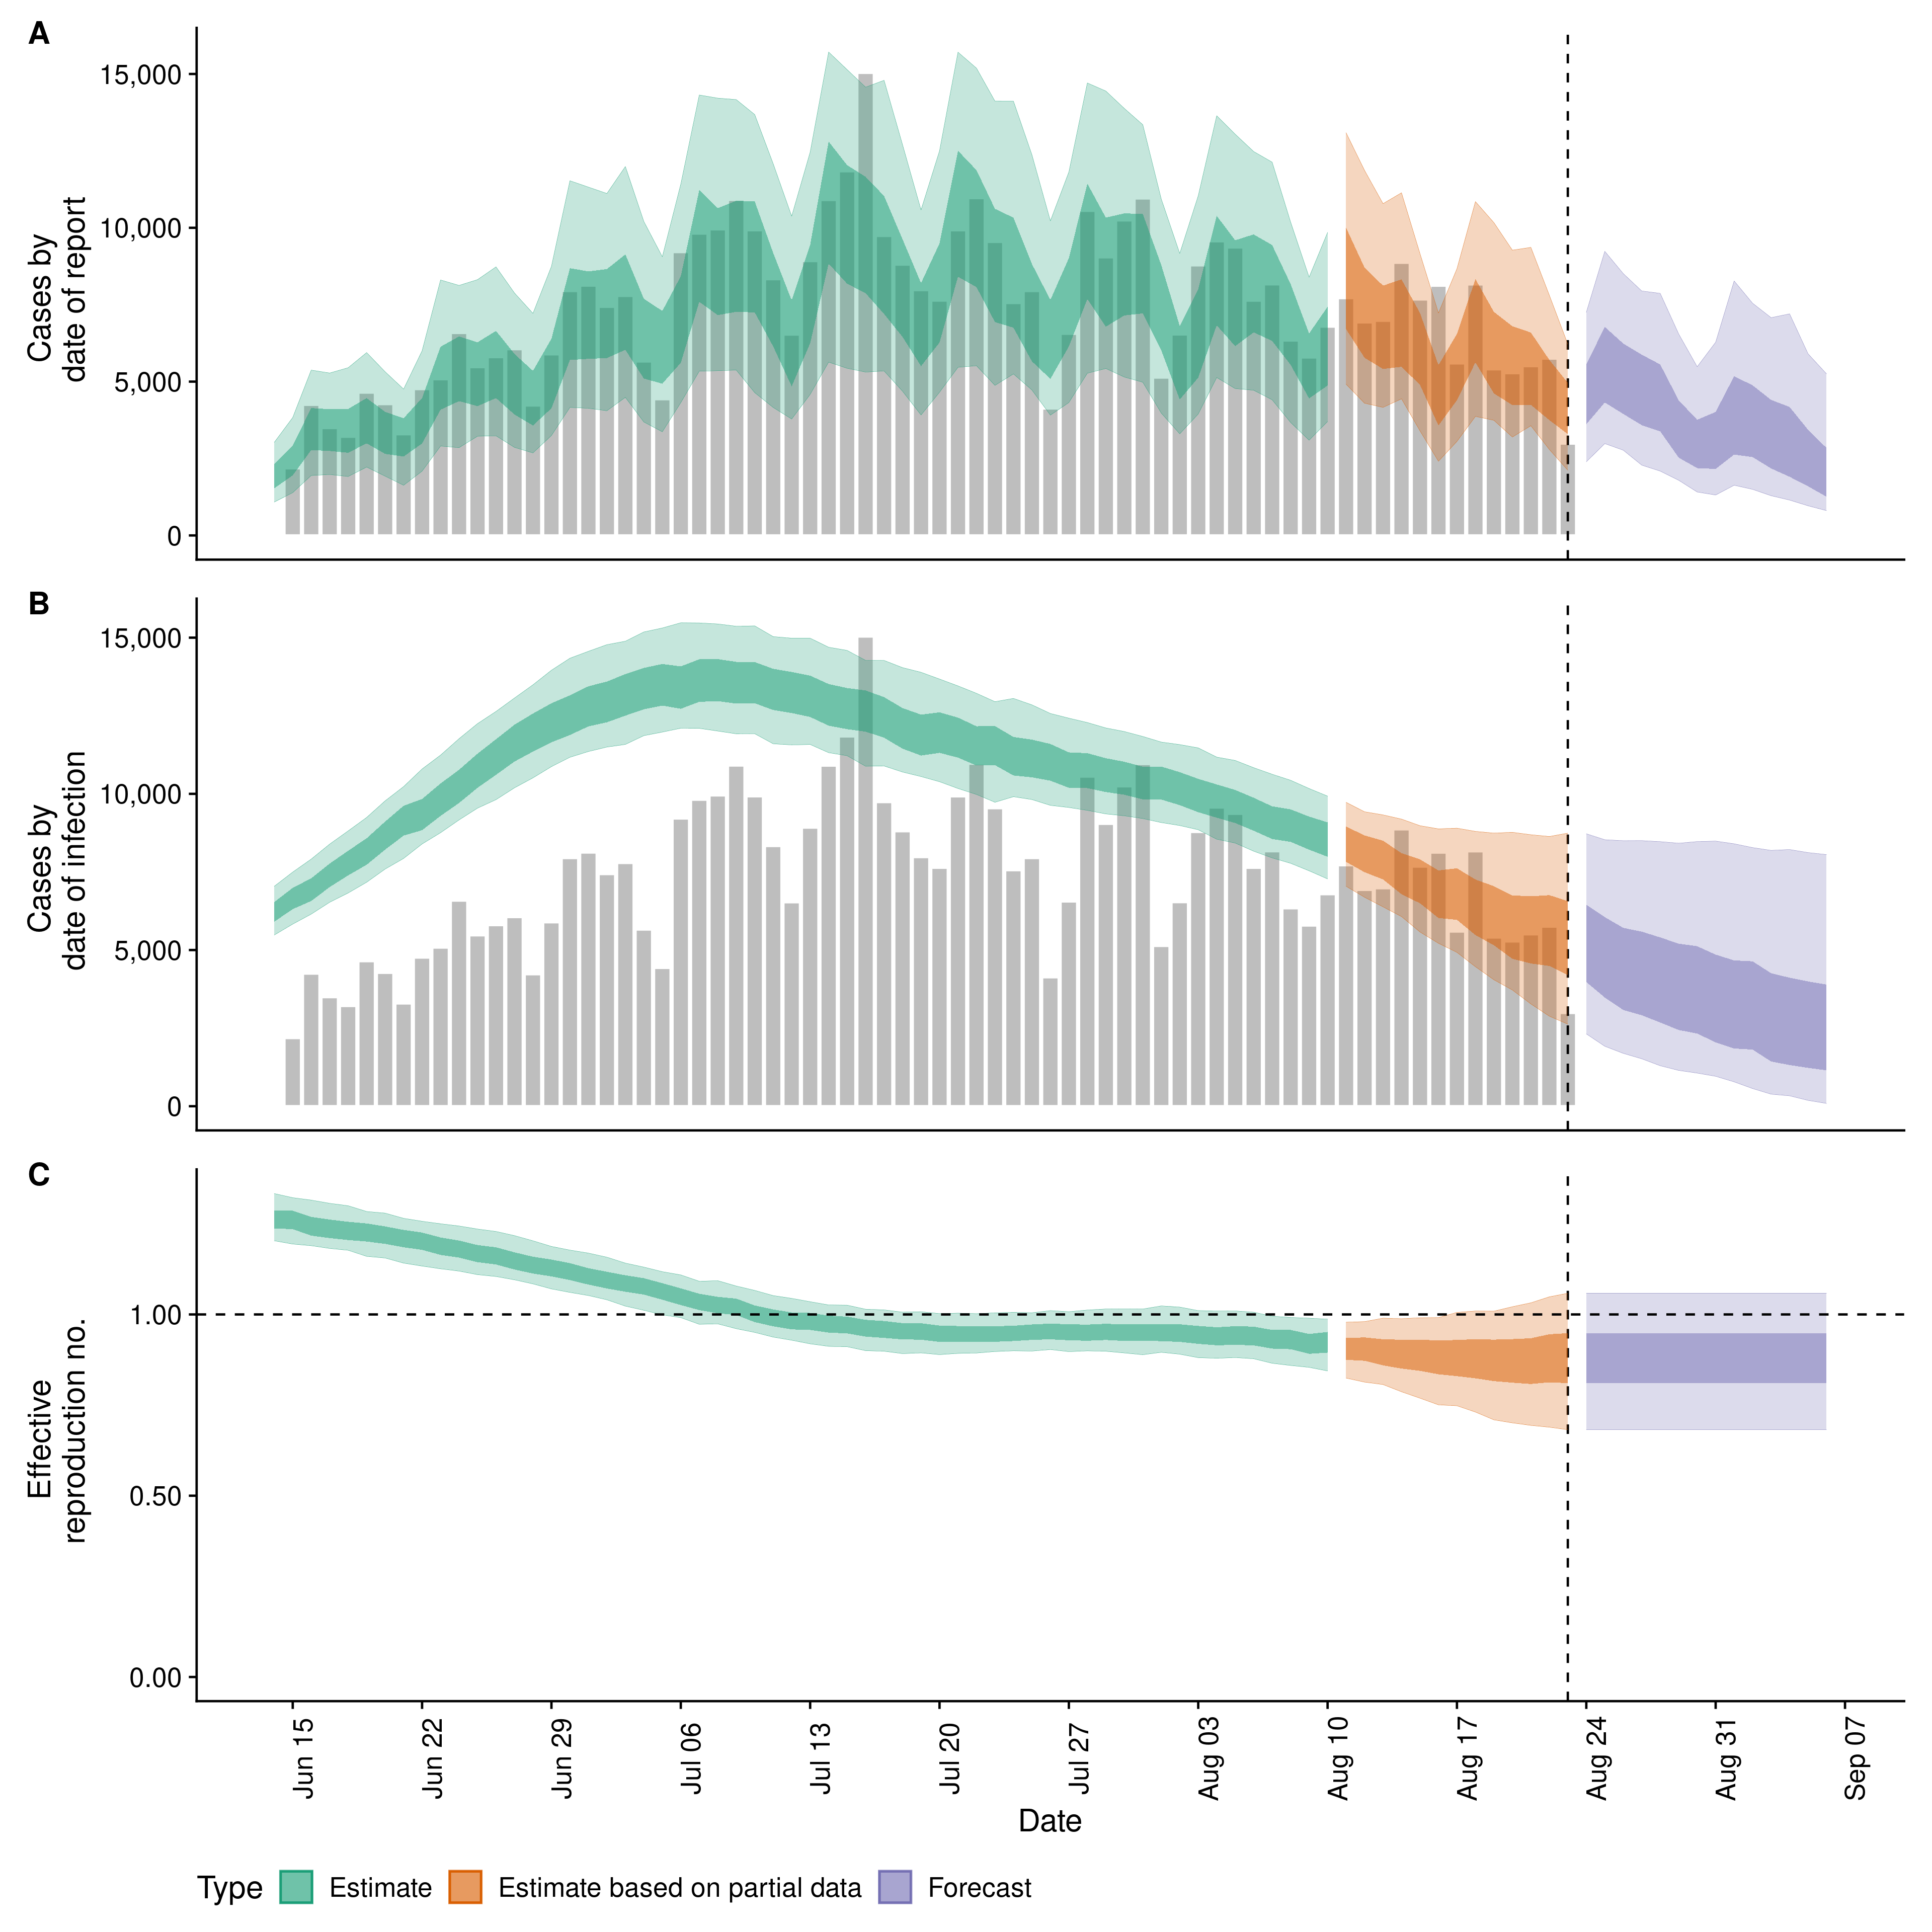 A
Cases by
date of report
15,000
10,000
5,000
0
B
Cases by
date of infection
15,000
10,000
5,000
0
C
Effective
reproduction no.
1.00
0.50
0.00
Jun 15
Jun 22
Jun 29
Jul 06
Jul 13
Jul 20
Jul 27
Aug 03
Aug 10
Aug 17
Aug 24
Aug 31
Sep 07
Date
Type Estimate Estimate based on partial data Forecast